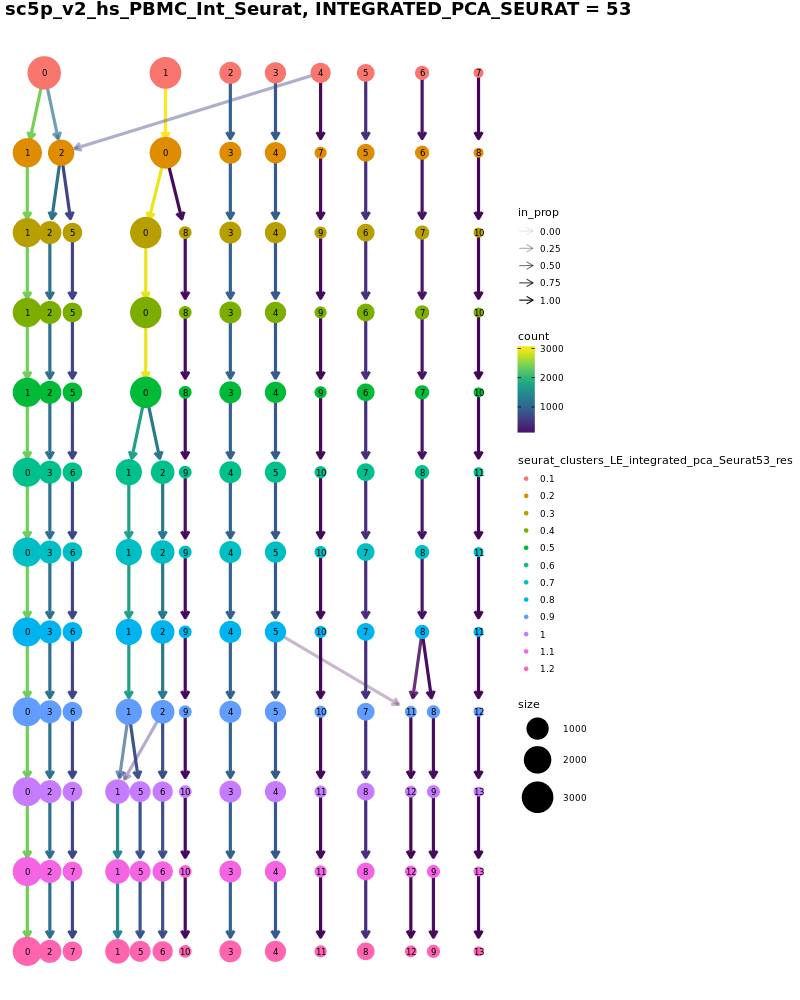 sc5p_v2_hs_PBMC_Int_Seurat, INTEGRATED_PCA_SEURAT = 53
0 1 2 3 4 5 6 7
1 2 0 3 4 7 5 6 8
1 2 5 0 8 3 4 9 6 7 10
1 2 5 0 8 3 4 9 6 7 10
1 2 5 0 8 3 4 9 6 7 10
0 3 6 1 2 9 4 5 10 7 8 11
0 3 6 1 2 9 4 5 10 7 8 11
0 3 6 1 2 9 4 5 10 7 8 11
0 3 6 1 2 9 4 5 10 7 11 8 12
0 2 7 1 5 6 10 3 4 11 8 12 9 13
0 2 7 1 5 6 10 3 4 11 8 12 9 13
0 2 7 1 5 6 10 3 4 11 8 12 9 13
in_prop
0.00
0.25
0.50
0.75
1.00
count
3000
2000
1000
seurat_clusters_LE_integrated_pca_Seurat53_res
0.1
0.2
0.3
0.4
0.5
0.6
0.7
0.8
0.9
1
1.1
1.2
size
1000
2000
3000